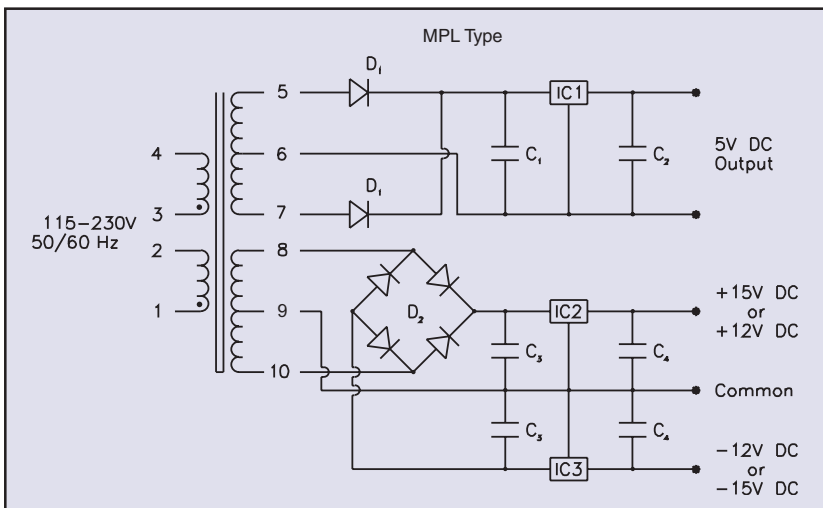 MPL Type
D₁
5
IC1
4
6
C₁
C₂
5V DC
Output
D₁
3
7
115-230V
50/60 Hz
2
8
1
9
D₂
IC2
+15V DC
or
+12V DC
C₃
C₄
10
Common
C₃
C₄
-12V DC
or
-15V DC
IC3